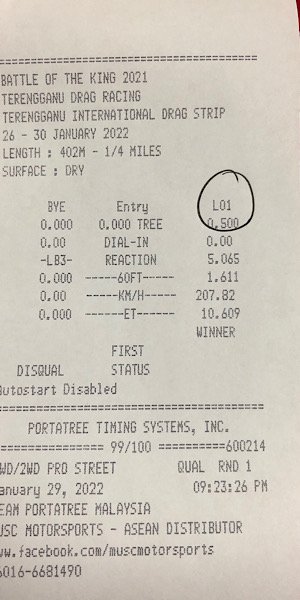 ===========================================
BATTLE OF THE KING 2021
TERENGGANU DRAG RACING
TERENGGANU INTERNATIONAL DRAG STRIP
26 - 30 JANUARY 2022
LENGTH : 402M - 1/4 MILES
SURFACE : DRY
BYE Entry L01
0.000 0.000 TREE 0.500
0.00 DIAL-IN 0.00
-LB3- REACTION 5.065
0.000 -----60FT----- 1.611
0.00 -----KM/H----- 207.82
0.000 ------ET------ 10.609
WINNER
FIRST
DISQUAL STATUS
Autostart Disabled
===========================================
PORTATREE TIMING SYSTEMS, INC.
=============== 99/100 ==========600214
WD/2WD PRO STREET QUAL RND 1
anuary 29, 2022 09:23:26 PM
EAM PORTATREE MALAYSIA
USC MOTORSPORTS - ASEAN DISTRIBUTOR
ww.facebook.com/muscmotorsports
6016-6681490